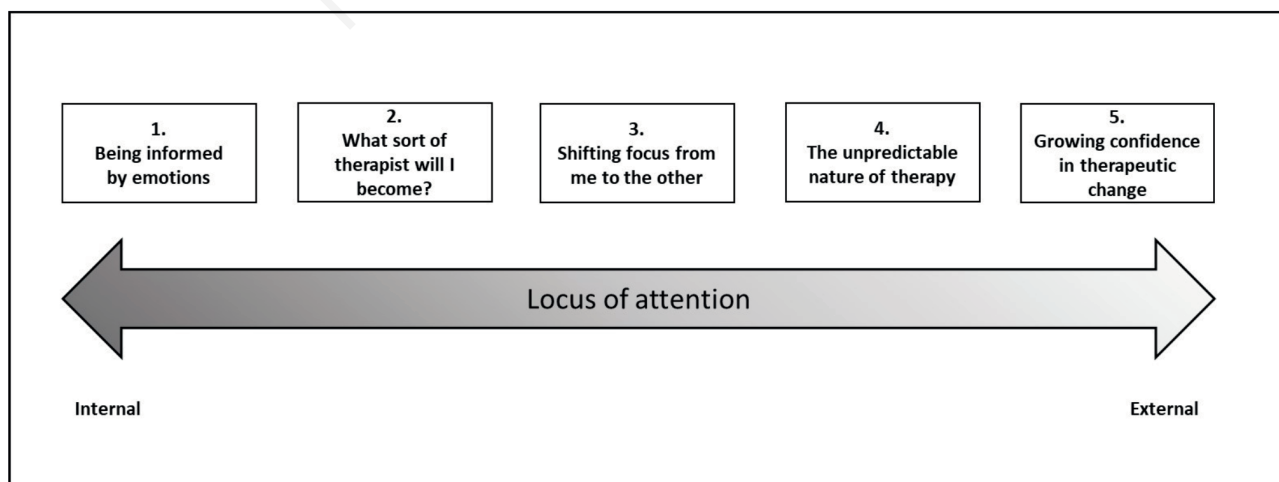 1.
Being informed
by emotions
2.
What sort of
therapist will I
become?
3.
Shifting focus from
me to the other
4.
The unpredictable
nature of therapy
5.
Growing confidence
in therapeutic
change
Locus of attention
Internal
External